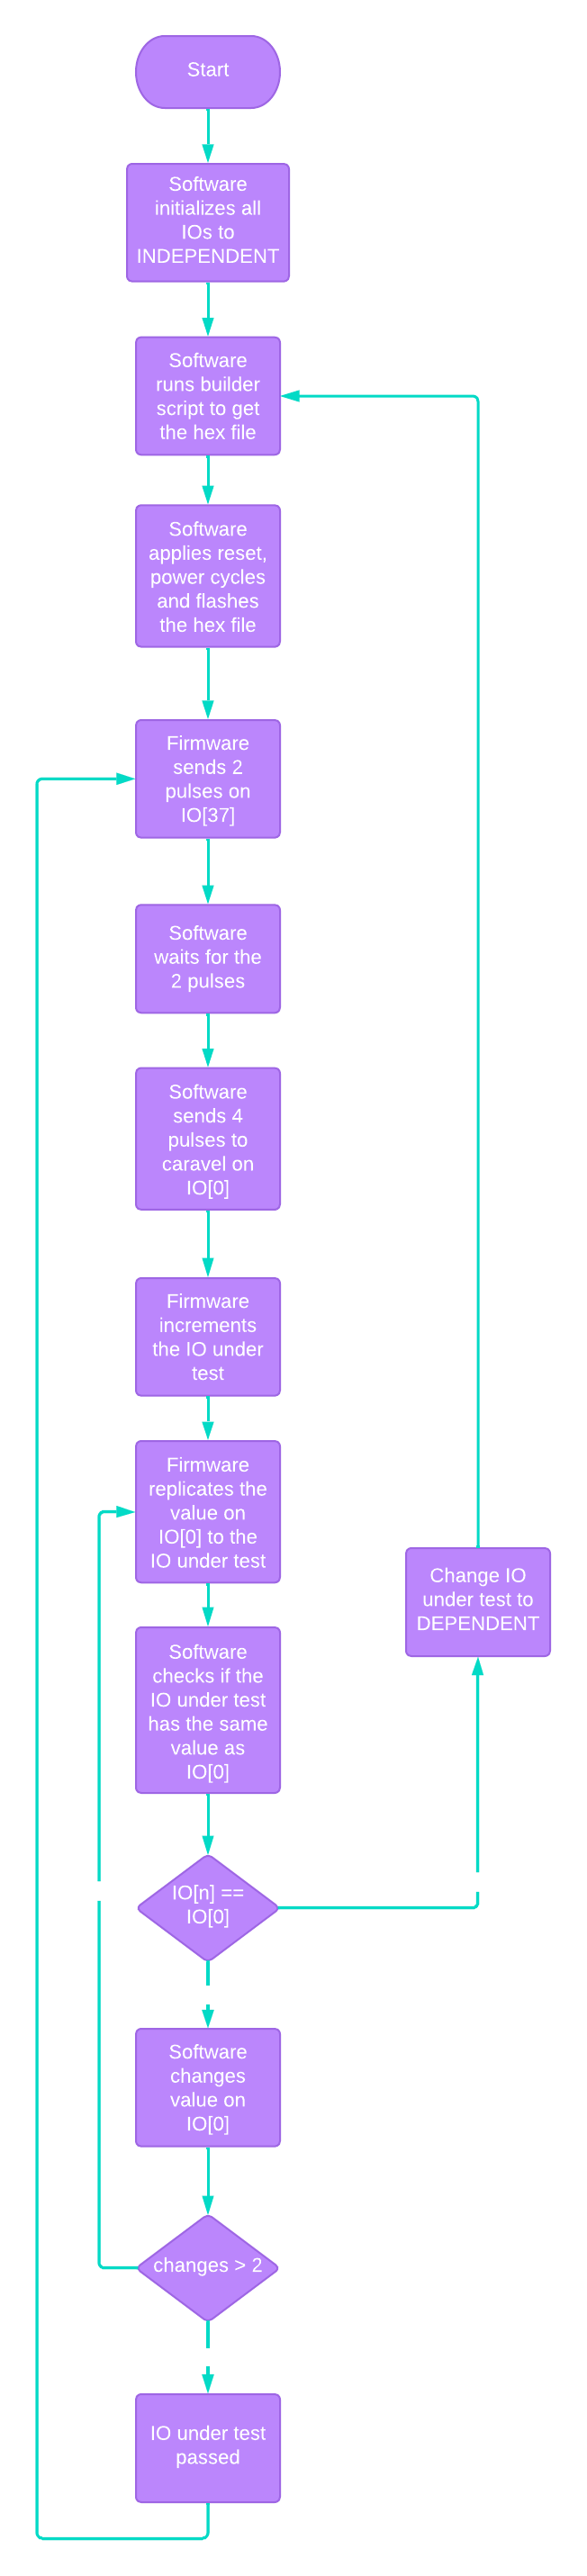 Start
Software
initializes all
IOs to
INDEPENDENT
Software
runs builder
script to get
the hex file
Software
applies reset,
power cycles
and flashes
the hex file
Firmware
sends 2
pulses on
IO[37]
Software
waits for the
2 pulses
Software
sends 4
pulses to
caravel on
IO[0]
Firmware
increments
the IO under
test
Firmware
replicates the
value on
IO[0] to the
IO under test
Change IO
under test to
DEPENDENT
Software
checks if the
IO under test
has the same
value as
IO[0]
IO[n] ==
IO[0]
Software
changes
value on
IO[0]
changes > 2
IO under test
passed